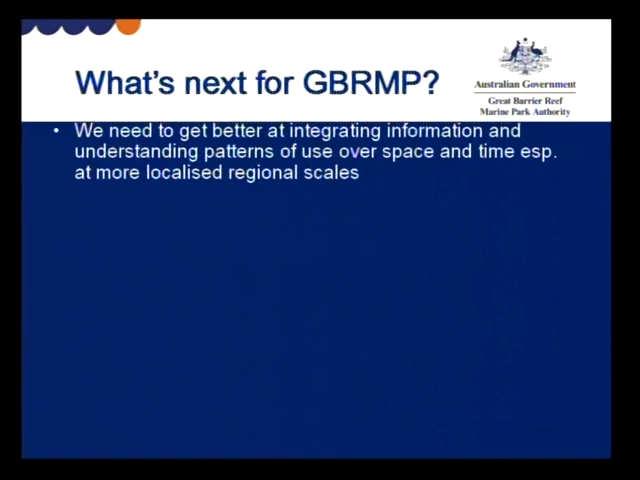 What's next for GBRMP?
Australian Government
Great Barrier Reef
Marine Park Authority
• We need to get better at integrating information and
understanding patterns of use over space and time esp.
at more localised regional scales